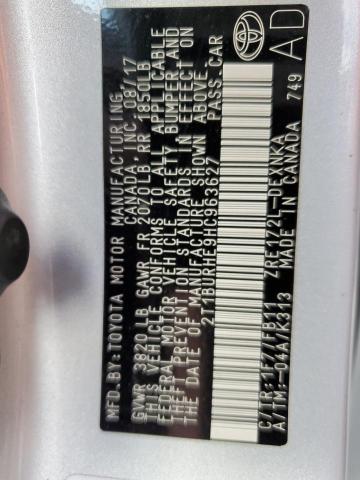 MFD.BY: TOYOTA MOTOR MANUFACTURING
CANADA, INC. 08/17
GVWR 3820LB GAWR FR 2070LB RR 1850LB
THIS VEHICLE CONFORMS TO ALL APPLICABLE
FEDERAL MOTOR VEHICLE SAFETY, BUMPER, AND
THEFT PREVENTION STANDARDS IN EFFECT ON
THE DATE OF MANUFACTURE SHOWN ABOVE.
2T1BURHE9HC963627 PASS. CAR
TOYOTA
AD
C/TR: 1F7/FB11
A/TM: -04A/K313
MADE IN CANADA 749